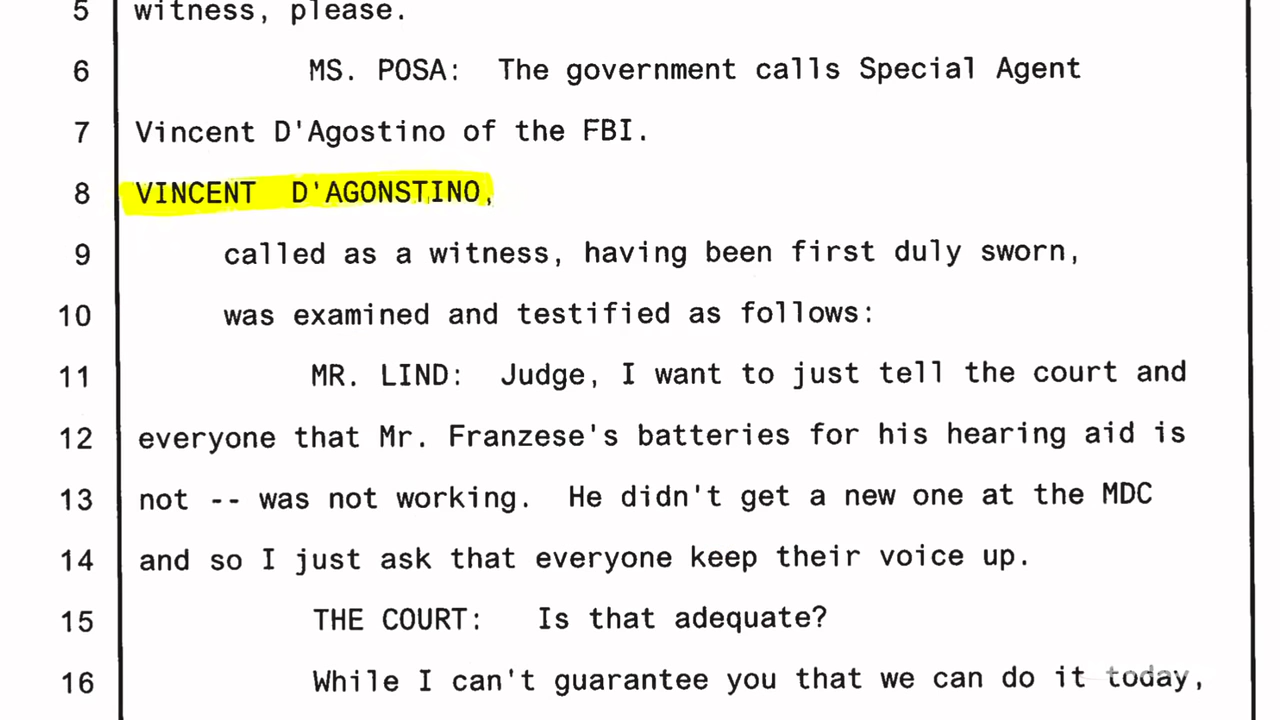 5 witness, please.
6 MS. POSA: The government calls Special Agent
7 Vincent D'Agostino of the FBI.
8 VINCENT D'AGONSTINO,
9 called as a witness, having been first duly sworn,
10 was examined and testified as follows:
11 MR. LIND: Judge, I want to just tell the court and
12 everyone that Mr. Franzese's batteries for his hearing aid is
13 not -- was not working. He didn't get a new one at the MDC
14 and so I just ask that everyone keep their voice up.
15 THE COURT: Is that adequate?
16 While I can't guarantee you that we can do it today,